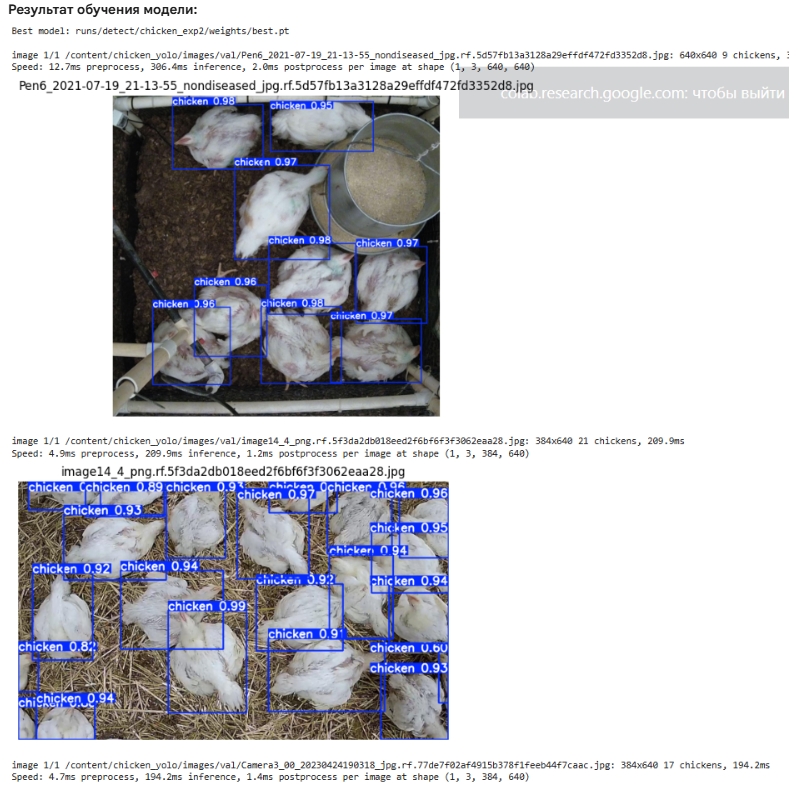 Результат обучения модели:
Best model: runs/detect/chicken_exp2/weights/best.pt
image 1/1 /content/chicken_yolo/images/val/Pen6_2021-07-19_21-13-55_nondiseased_jpg.rf.5d57fb13a3128a29effdf472fd3352d8.jpg: 640x640 9 chickens, 3
Speed: 12.7ms preprocess, 306.4ms inference, 2.0ms postprocess per image at shape (1, 3, 640, 640)
Pen6_2021-07-19_21-13-55_nondiseased_jpg.rf.5d57fb13a3128a29effdf472fd3352d8.jpg
colab.research.google.com: чтобы выйти
chicken 0.98
chicken 0.95
chicken 0.97
chicken 0.98
chicken 0.97
chicken 0.96
chicken 0.96
chicken 0.98
chicken 0.97
image 1/1 /content/chicken_yolo/images/val/image14_4_png.rf.5f3da2db018eed2f6bf6f3f3062eaa28.jpg: 384x640 21 chickens, 209.9ms
Speed: 4.9ms preprocess, 209.9ms inference, 1.2ms postprocess per image at shape (1, 3, 384, 640)
image14_4_png.rf.5f3da2db018eed2f6bf6f3f3062eaa28.jpg
chicken
chicken 0.89
chicken 0.93
chicken
chicken 0.96
chicken 0.97
chicken 0.96
chicken 0.93
chicken 0.95
chicken 0.94
chicken 0.92
chicken 0.94
chicken 0.92
chicken 0.94
chicken 0.99
chicken 0.91
chicken 0.82
chicken 0.60
chicken 0.93
chicken 0.94
image 1/1 /content/chicken_yolo/images/val/Camera3_00_20230424190318_jpg.rf.77de7f02af4915b378f1feeb44f7caac.jpg: 384x640 17 chickens, 194.2ms
Speed: 4.7ms preprocess, 194.2ms inference, 1.4ms postprocess per image at shape (1, 3, 384, 640)